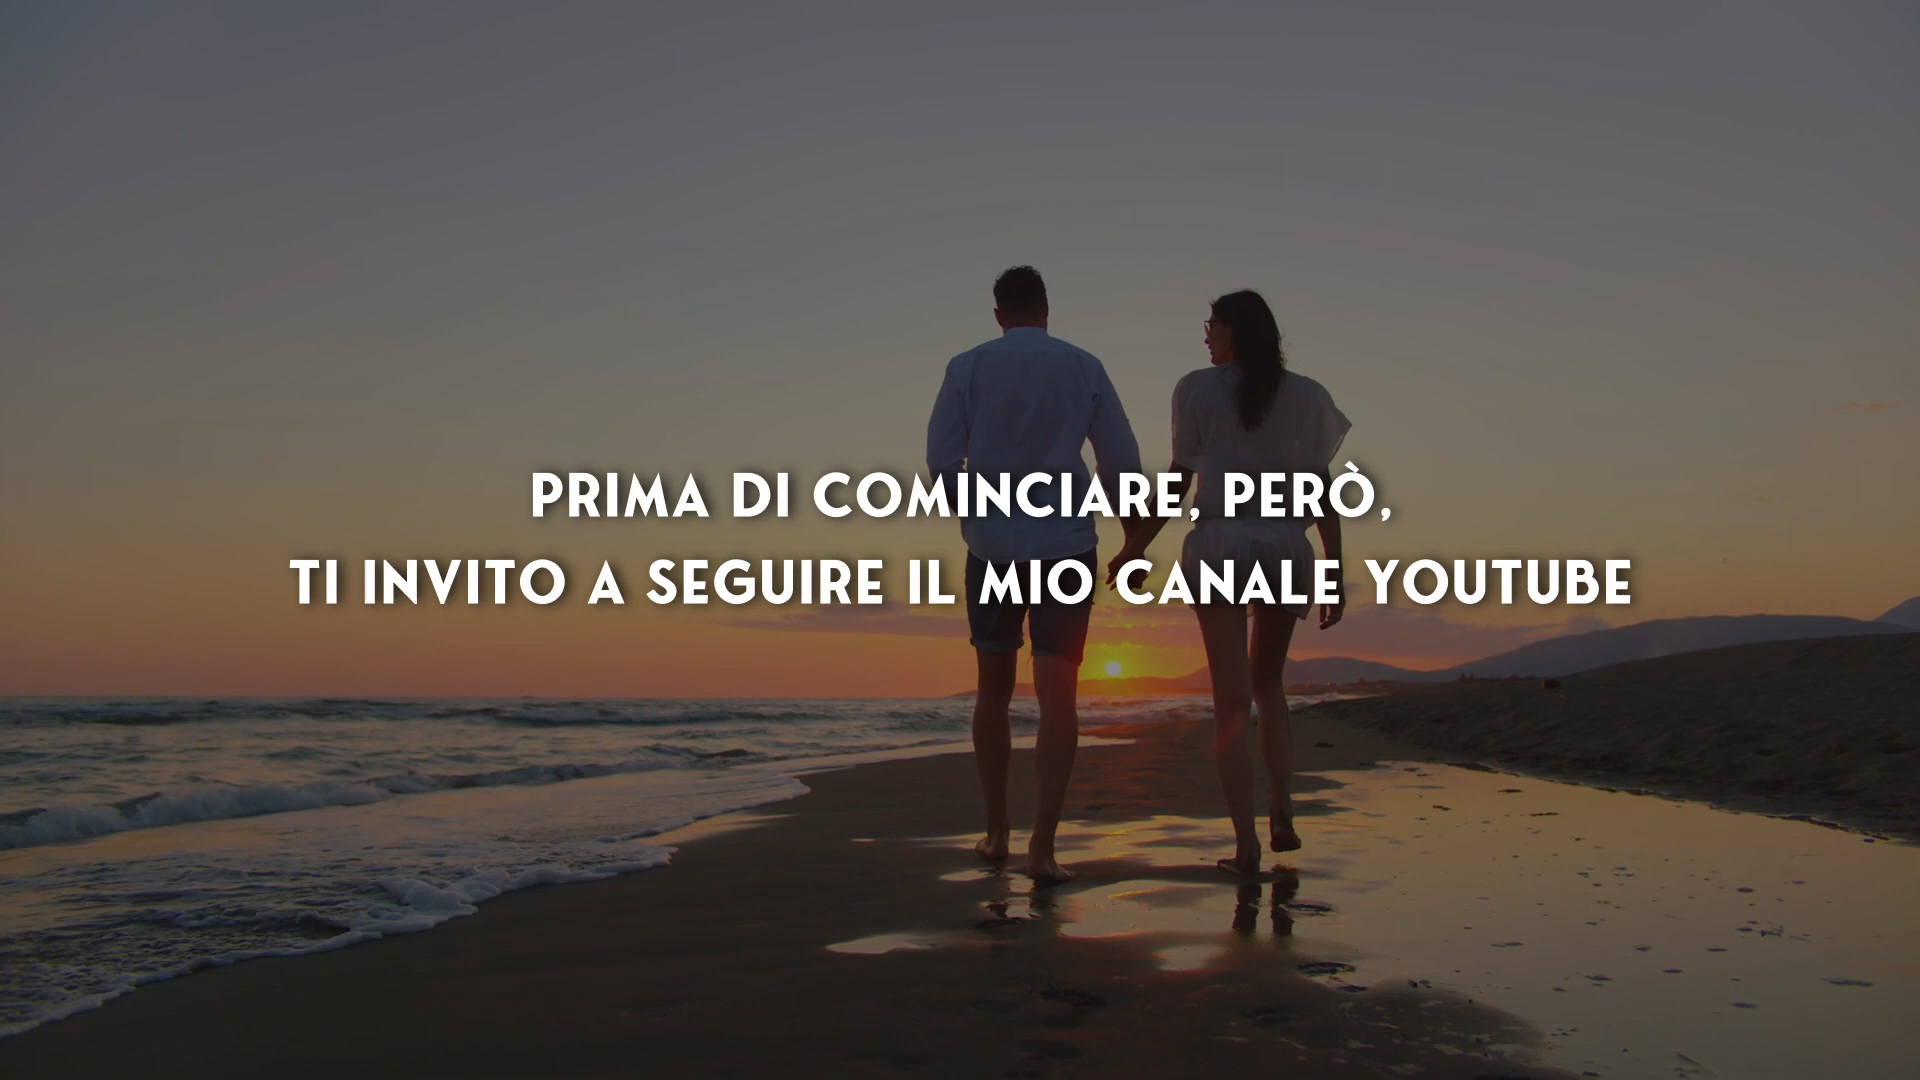 PRIMA DI COMINCIARE, PERÒ,
TI INVITO A SEGUIRE IL MIO CANALE YOUTUBE